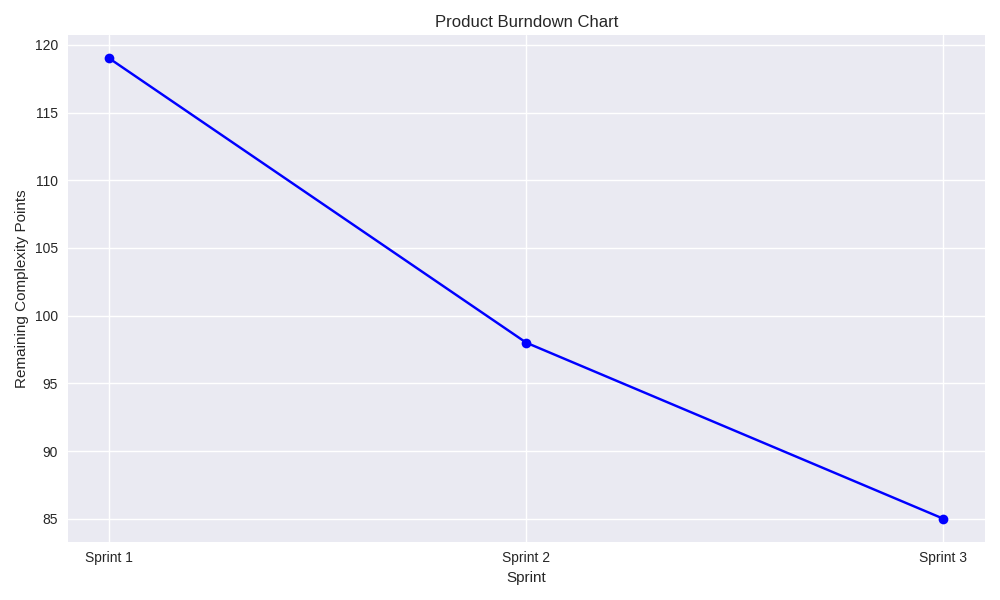 Product Burndown Chart
Remaining Complexity Points
120
115
110
105
100
95
90
85
Sprint 1
Sprint 2
Sprint 3
Sprint